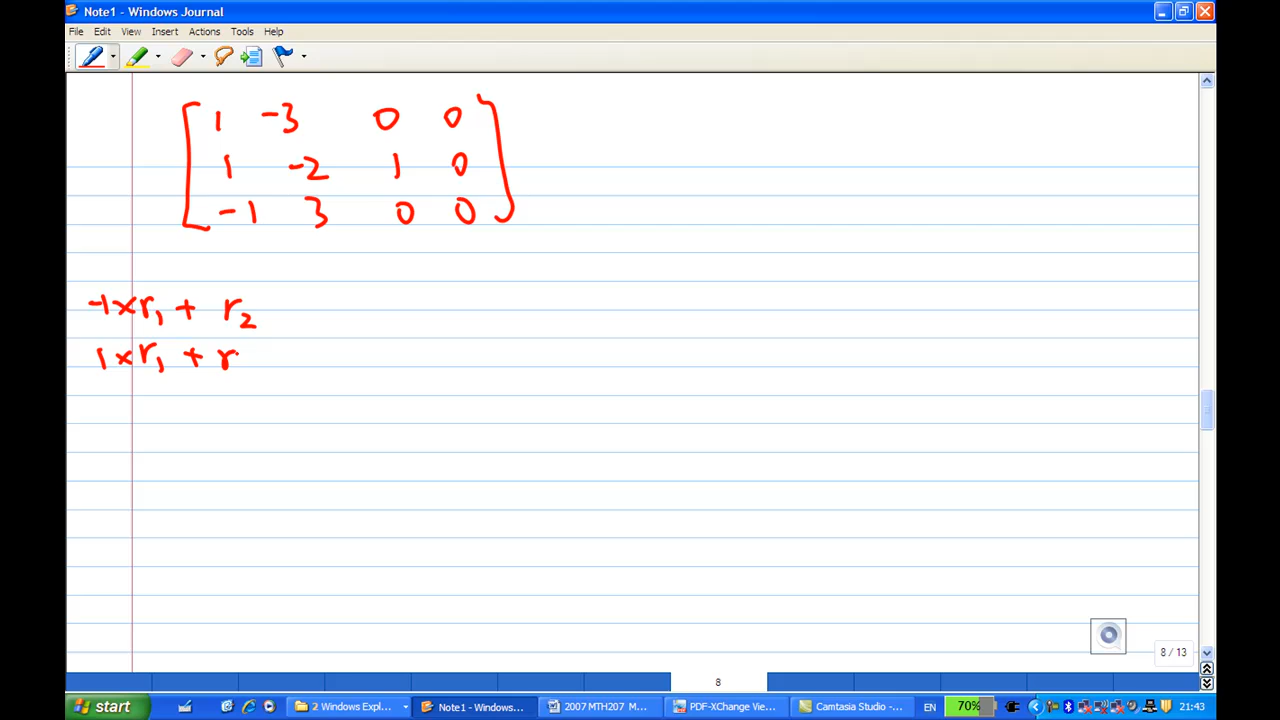 Note1 - Windows Journal
File Edit View Insert Actions Tools Help
1 -3 0 0
1 -2 1 0
-1 3 0 0
-1×r₁ + r₂
1×r₁ + r
8 / 13
8
start 2 Windows Expl... Note1 - Windows... 2007 MTH207 M... PDF-XChange Vie... Camtasia Studio -... EN 70% 21:43